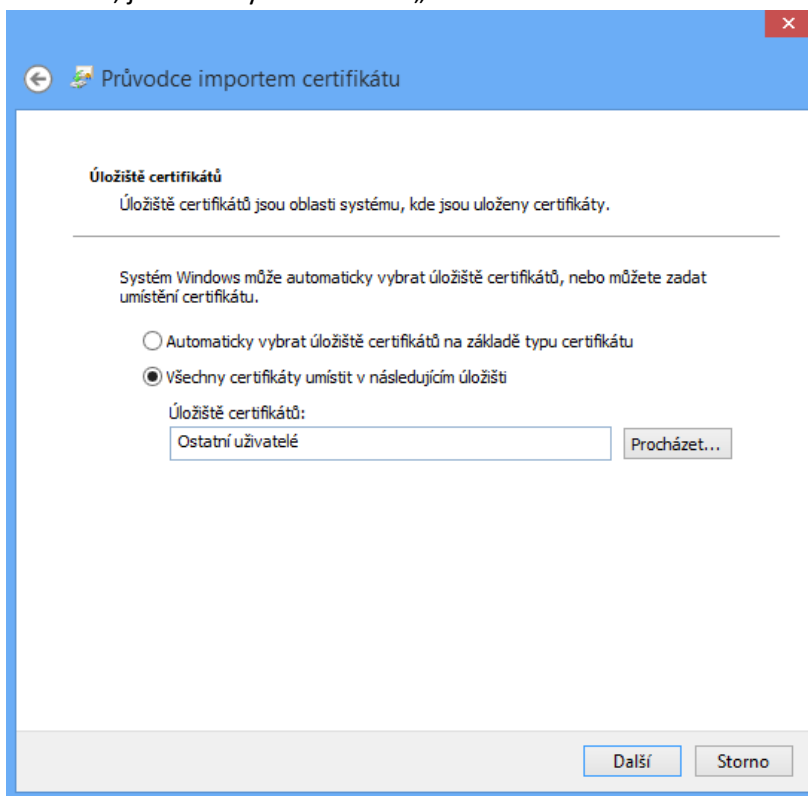 Průvodce importem certifikátu
Úložiště certifikátů
Úložiště certifikátů jsou oblasti systému, kde jsou uloženy certifikáty.
Systém Windows může automaticky vybrat úložiště certifikátů, nebo můžete zadat
umístění certifikátu.
Automaticky vybrat úložiště certifikátů na základě typu certifikátu
Všechny certifikáty umístit v následujícím úložišti
Úložiště certifikátů:
Ostatní uživatelé
Procházet...
Další
Storno